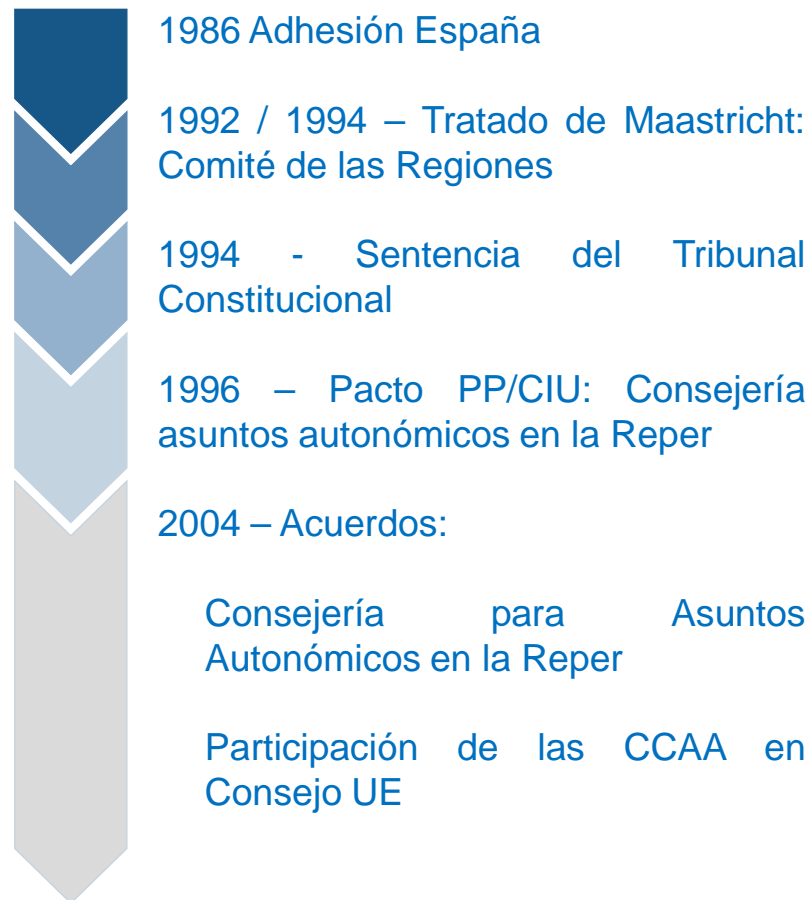 1986 Adhesión España
1992 / 1994 – Tratado de Maastricht:
Comité de las Regiones
1994 - Sentencia del Tribunal
Constitucional
1996 – Pacto PP/CIU: Consejería
asuntos autonómicos en la Reper
2004 – Acuerdos:
Consejería para Asuntos
Autonómicos en la Reper
Participación de las CCAA en
Consejo UE